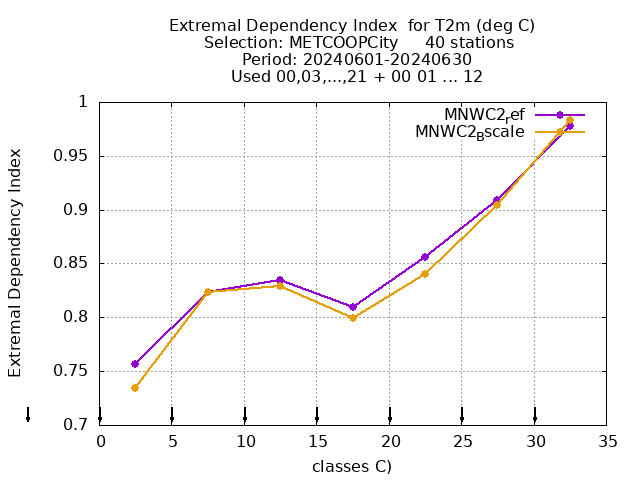 Extremal Dependency Index  for T2m (deg C)
Selection: METCOOPCity     40 stations
Period: 20240601-20240630
Used 00,03,...,21 + 00 01 ... 12
MNWC2ref
MNWC2Bscale
1
0.95
0.9
0.85
0.8
0.75
0.7
Extremal Dependency Index
0 5 10 15 20 25 30 35
classes C)